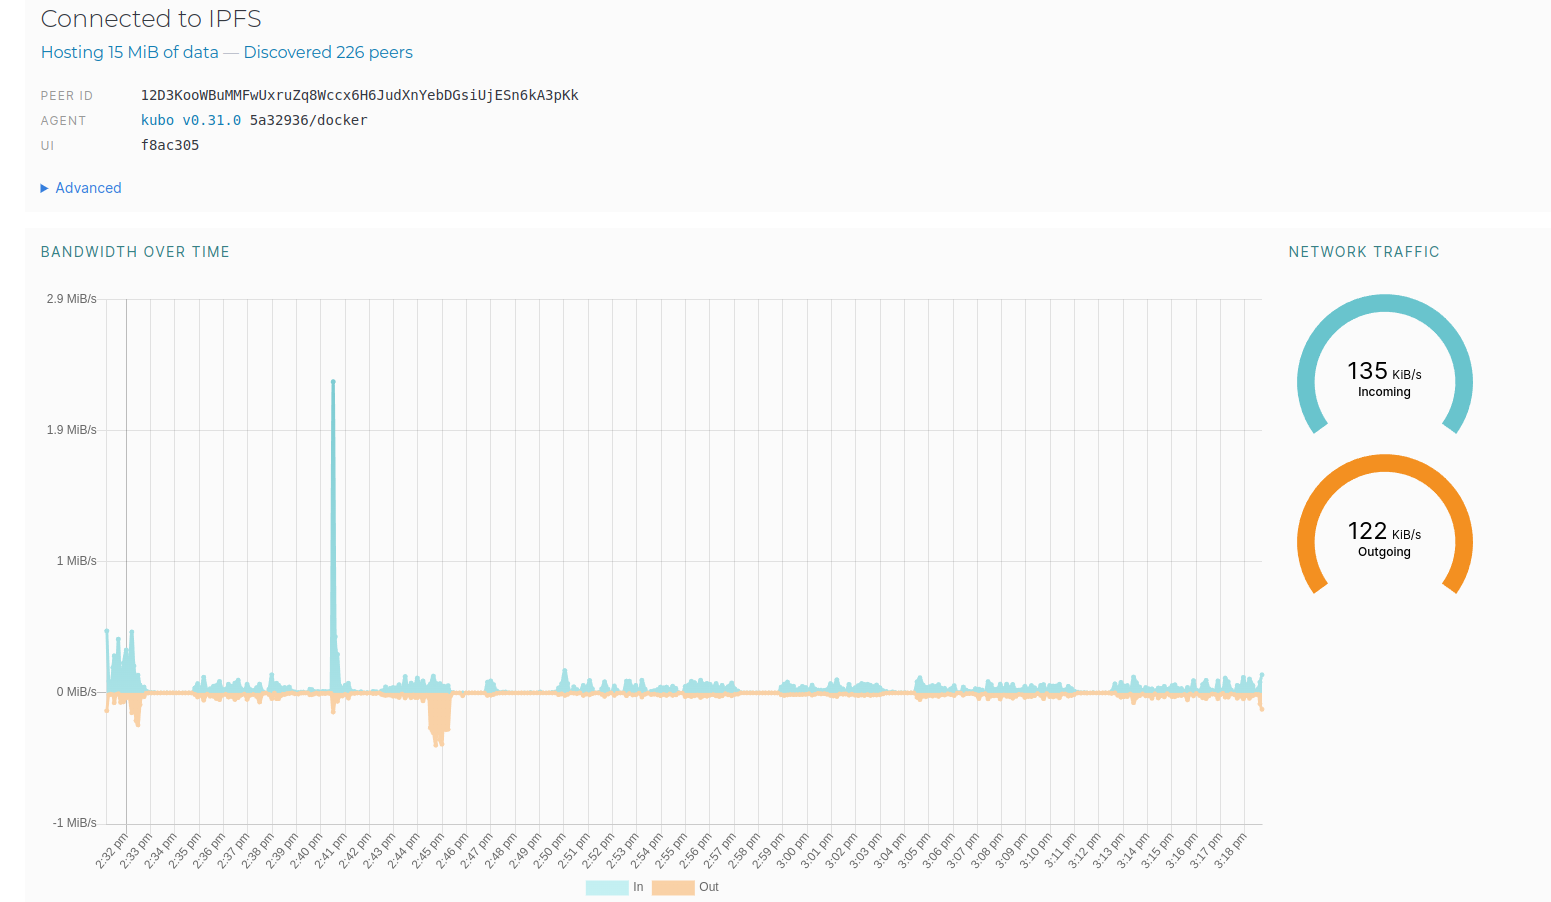 Connected to IPFS
Hosting 15 MiB of data — Discovered 226 peers
PEER ID 12D3KooWBuMMFwUxruZq8Wccx6H6JudXnYebDGsiUjESn6kA3pKk
AGENT kubo v0.31.0 5a32936/docker
UI f8ac305
Advanced
BANDWIDTH OVER TIME
2.9 MiB/s
1.9 MiB/s
1 MiB/s
0 MiB/s
-1 MiB/s
2:32 pm
2:33 pm
2:34 pm
2:35 pm
2:36 pm
2:37 pm
2:38 pm
2:39 pm
2:40 pm
2:41 pm
2:42 pm
2:43 pm
2:44 pm
2:45 pm
2:46 pm
2:47 pm
2:48 pm
2:49 pm
2:50 pm
2:51 pm
2:52 pm
2:53 pm
2:54 pm
2:55 pm
2:56 pm
2:57 pm
2:58 pm
2:59 pm
3:00 pm
3:01 pm
3:02 pm
3:03 pm
3:04 pm
3:05 pm
3:06 pm
3:07 pm
3:08 pm
3:09 pm
3:10 pm
3:11 pm
3:12 pm
3:13 pm
3:14 pm
3:15 pm
3:16 pm
3:17 pm
3:18 pm
In Out
NETWORK TRAFFIC
135 KiB/s
Incoming
122 KiB/s
Outgoing